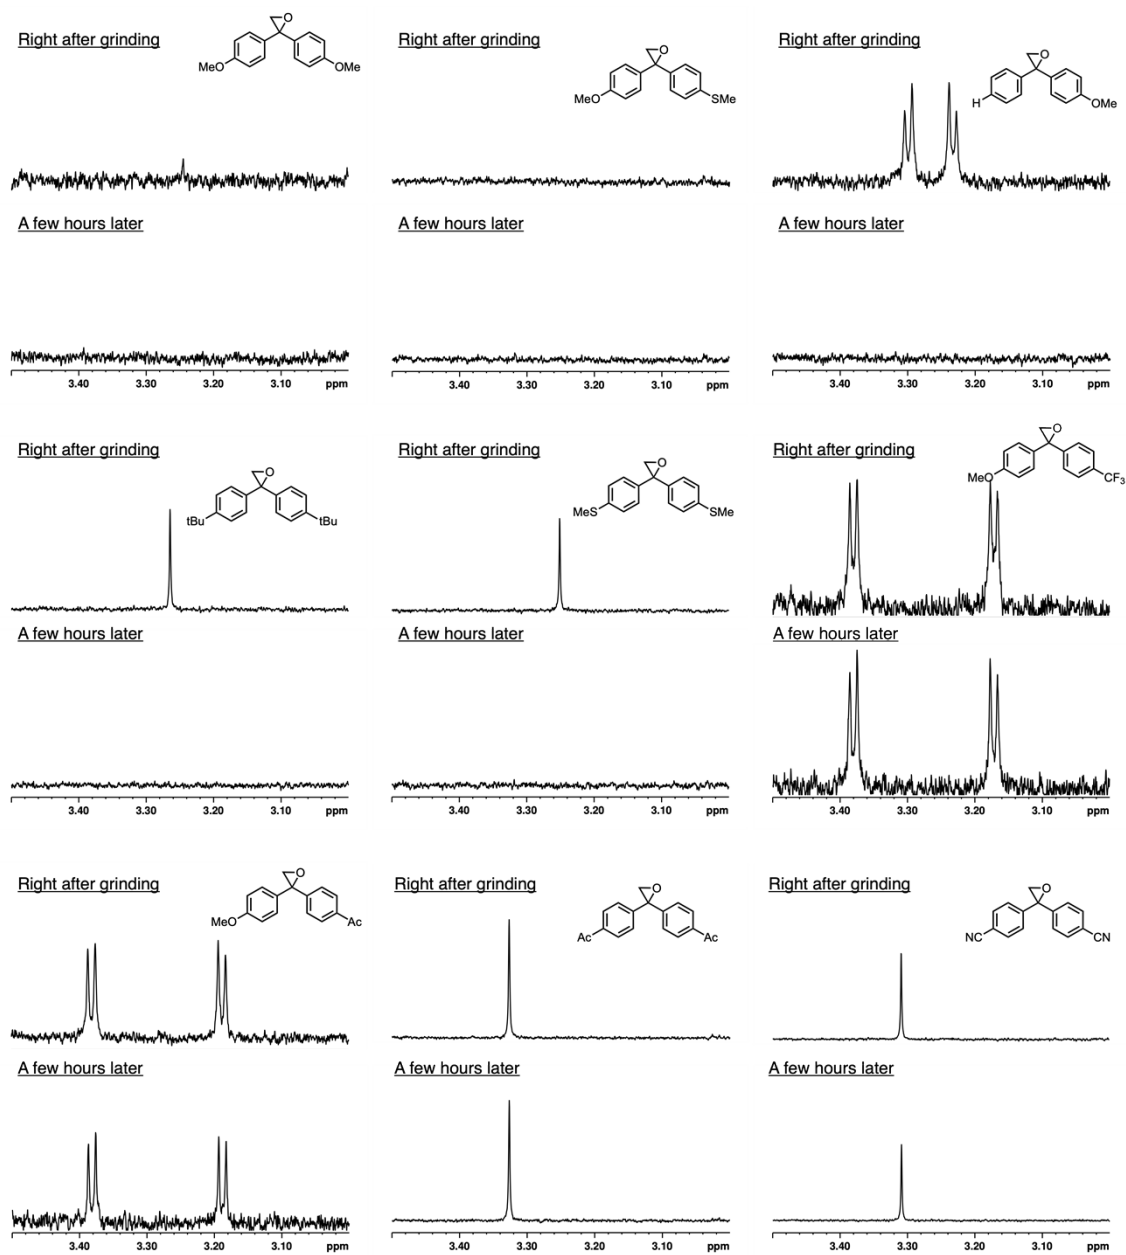 Right after grinding
O
MeO
OMe
Right after grinding
O
MeO
SMe
Right after grinding
O
H
OMe
A few hours later
A few hours later
A few hours later
3.40 3.30 3.20 3.10 ppm
3.40 3.30 3.20 3.10 ppm
3.40 3.30 3.20 3.10 ppm
Right after grinding
O
tBu
tBu
Right after grinding
O
MeS
SMe
Right after grinding
O
MeO
CF3
A few hours later
A few hours later
A few hours later
3.40 3.30 3.20 3.10 ppm
3.40 3.30 3.20 3.10 ppm
3.40 3.30 3.20 3.10 ppm
Right after grinding
O
MeO
Ac
Right after grinding
O
Ac
Ac
Right after grinding
O
NC
CN
A few hours later
A few hours later
A few hours later
3.40 3.30 3.20 3.10 ppm
3.40 3.30 3.20 3.10 ppm
3.40 3.30 3.20 3.10 ppm